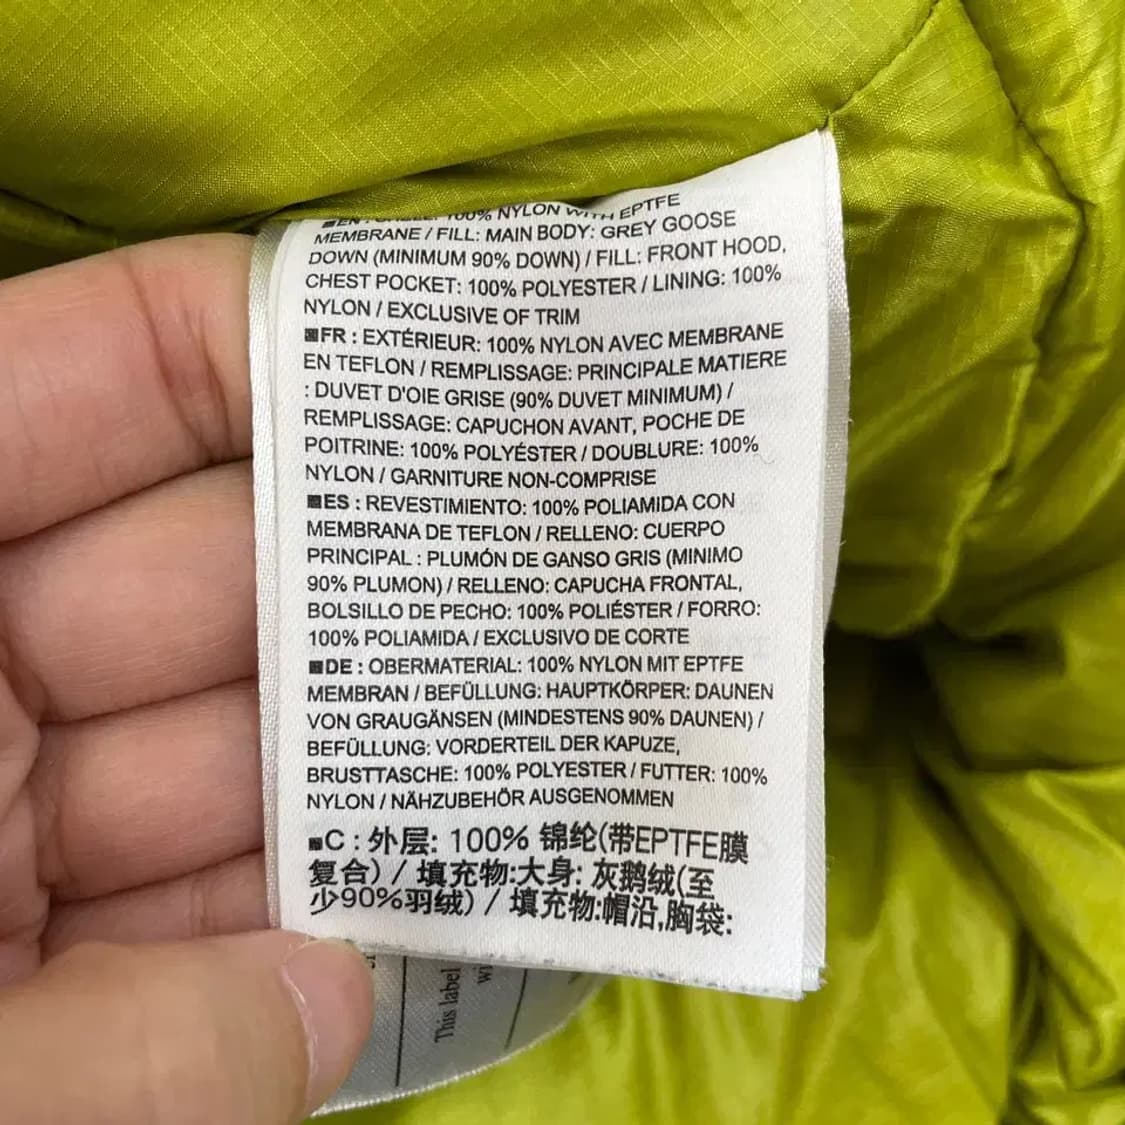 ■EN : SHELL: 100% NYLON WITH EPTFE
MEMBRANE / FILL: MAIN BODY: GREY GOOSE
DOWN (MINIMUM 90% DOWN) / FILL: FRONT HOOD,
CHEST POCKET: 100% POLYESTER / LINING: 100%
NYLON / EXCLUSIVE OF TRIM
■FR : EXTÉRIEUR: 100% NYLON AVEC MEMBRANE
EN TEFLON / REMPLISSAGE: PRINCIPALE MATIERE
: DUVET D'OIE GRISE (90% DUVET MINIMUM) /
REMPLISSAGE: CAPUCHON AVANT, POCHE DE
POITRINE: 100% POLYÉSTER / DOUBLURE: 100%
NYLON / GARNITURE NON-COMPRISE
■ES : REVESTIMIENTO: 100% POLIAMIDA CON
MEMBRANA DE TEFLON / RELLENO: CUERPO
PRINCIPAL : PLUMÓN DE GANSO GRIS (MINIMO
90% PLUMON) / RELLENO: CAPUCHA FRONTAL,
BOLSILLO DE PECHO: 100% POLIÉSTER / FORRO:
100% POLIAMIDA / EXCLUSIVO DE CORTE
■DE : OBERMATERIAL: 100% NYLON MIT EPTFE
MEMBRAN / BEFÜLLUNG: HAUPTKÖRPER: DAUNEN
VON GRAUGÄNSEN (MINDESTENS 90% DAUNEN) /
BEFÜLLUNG: VORDERTEIL DER KAPUZE,
BRUSTTASCHE: 100% POLYESTER / FUTTER: 100%
NYLON / NÄHZUBEHÖR AUSGENOMMEN
■C : 外层: 100% 锦纶(带EPTFE膜
复合) / 填充物:大身: 灰鹅绒(至
少90%羽绒) / 填充物:帽沿,胸袋:
This label